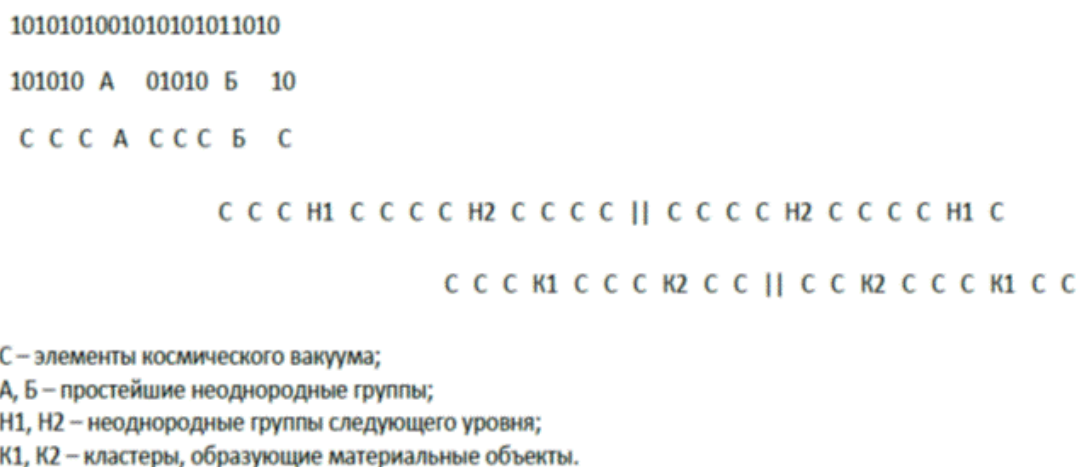 1010101001010101011010
101010 А 01010 Б 10
С С С А С С С Б С
С С С Н1 С С С С Н2 С С С С || С С С С Н2 С С С С Н1 С
С С С К1 С С С К2 С С || С С К2 С С С К1 С С
С – элементы космического вакуума;
А, Б – простейшие неоднородные группы;
Н1, Н2 – неоднородные группы следующего уровня;
К1, К2 – кластеры, образующие материальные объекты.